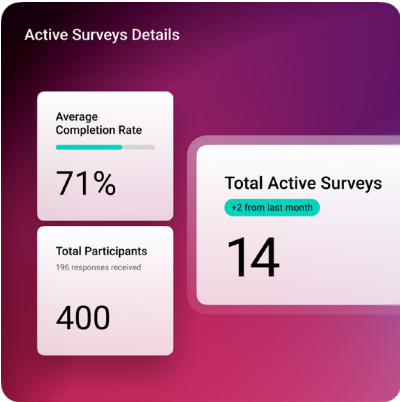 Active Surveys Details
Average
Completion Rate
71%
Total Participants
196 responses received
400
Total Active Surveys
+2 from last month
14